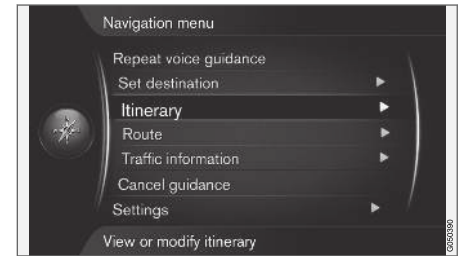 Navigation menu
Repeat voice guidance
Set destination
Itinerary
Route
Traffic information
Cancel guidance
Settings
View or modify itinerary
G050390